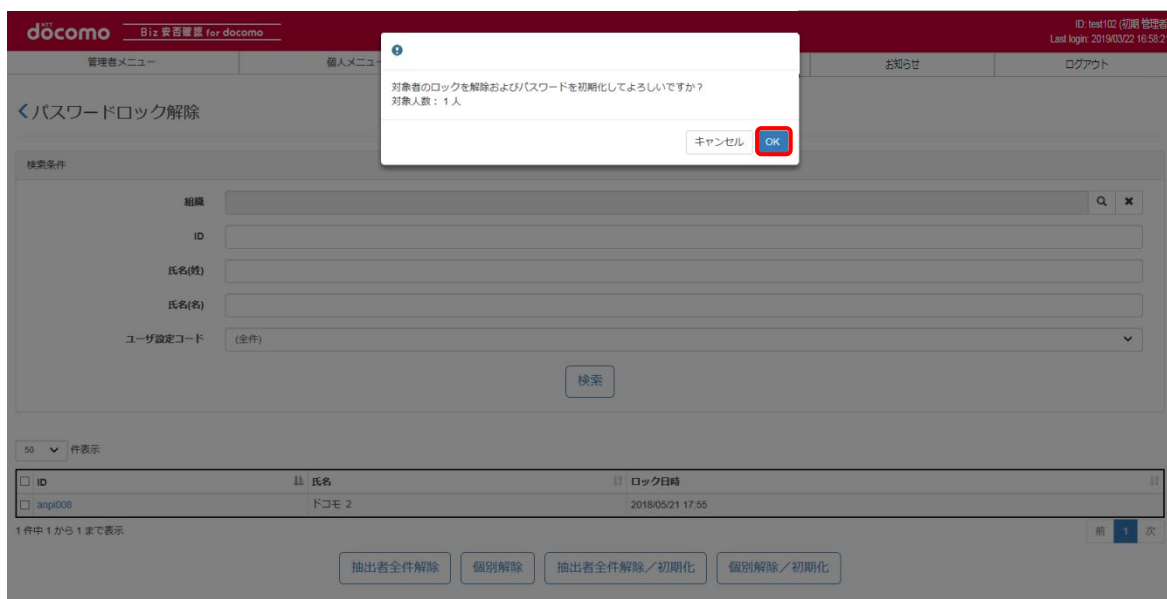 NTT
döcomo Biz 安否確認 for docomo
ID: test102 (初期 管理者
Last login: 2019/03/22 16:58:2
管理者メニュー 個人メニュー お知らせ ログアウト
パスワードロック解除
対象者のロックを解除およびパスワードを初期化してよろしいですか？
対象人数： 1 人
キャンセル OK
検索条件
組織
ID
氏名(姓)
氏名(名)
ユーザ設定コード (全件)
検索
50 件表示
ID 氏名 ロック日時
anpi008 ドコモ 2 2018/05/21 17:55
1 件中 1 から 1 まで表示
前 1 次
抽出者全件解除 個別解除 抽出者全件解除／初期化 個別解除／初期化